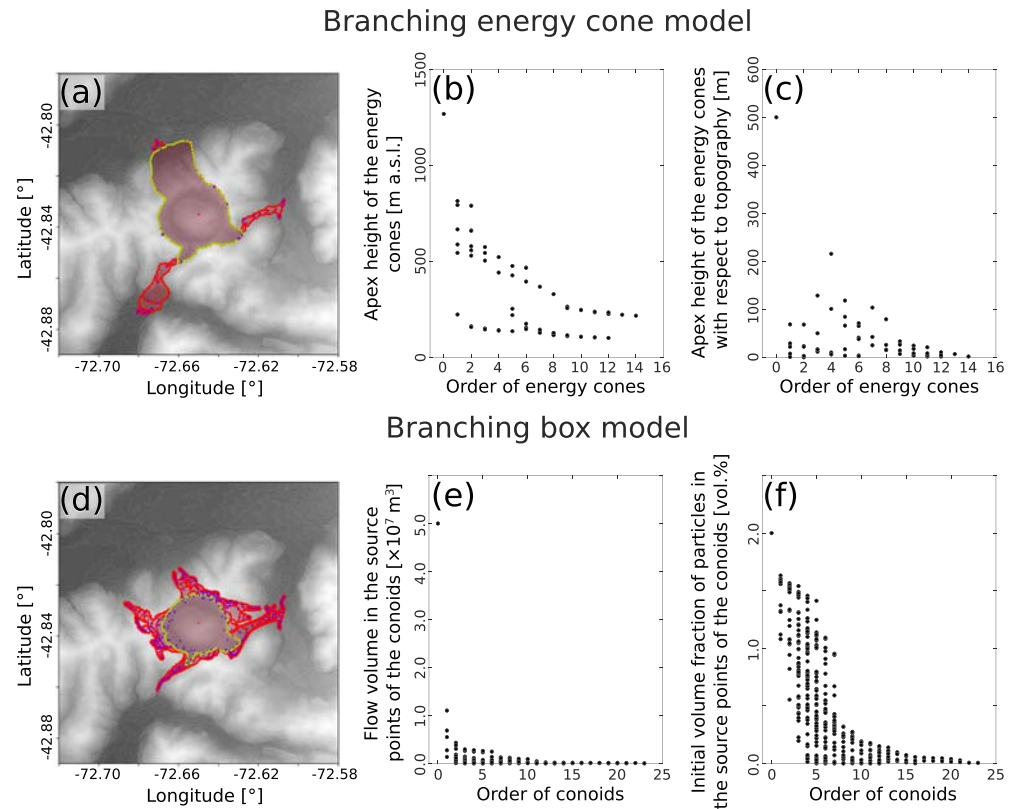 Branching energy cone model
(a)
-42.80
-42.84
-42.88
Latitude [°]
-72.70
-72.66
-72.62
-72.58
Longitude [°]
(b)
1500
1000
500
0
Apex height of the energy
cones [m a.s.l.]
0 2 4 6 8 10 12 14 16
Order of energy cones
(c)
600
500
400
300
200
100
0
Apex height of the energy cones
with respect to topography [m]
0 2 4 6 8 10 12 14 16
Order of energy cones
Branching box model
(d)
-42.80
-42.84
-42.88
Latitude [°]
-72.70
-72.66
-72.62
-72.58
Longitude [°]
(e)
5.0
4.0
3.0
2.0
1.0
0.0
Flow volume in the source
points of the conoids [×10⁷ m³]
0 5 10 15 20 25
Order of conoids
(f)
2.0
1.0
0.0
Initial volume fraction of particles in
the source points of the conoids [vol.%]
0 5 10 15 20 25
Order of conoids